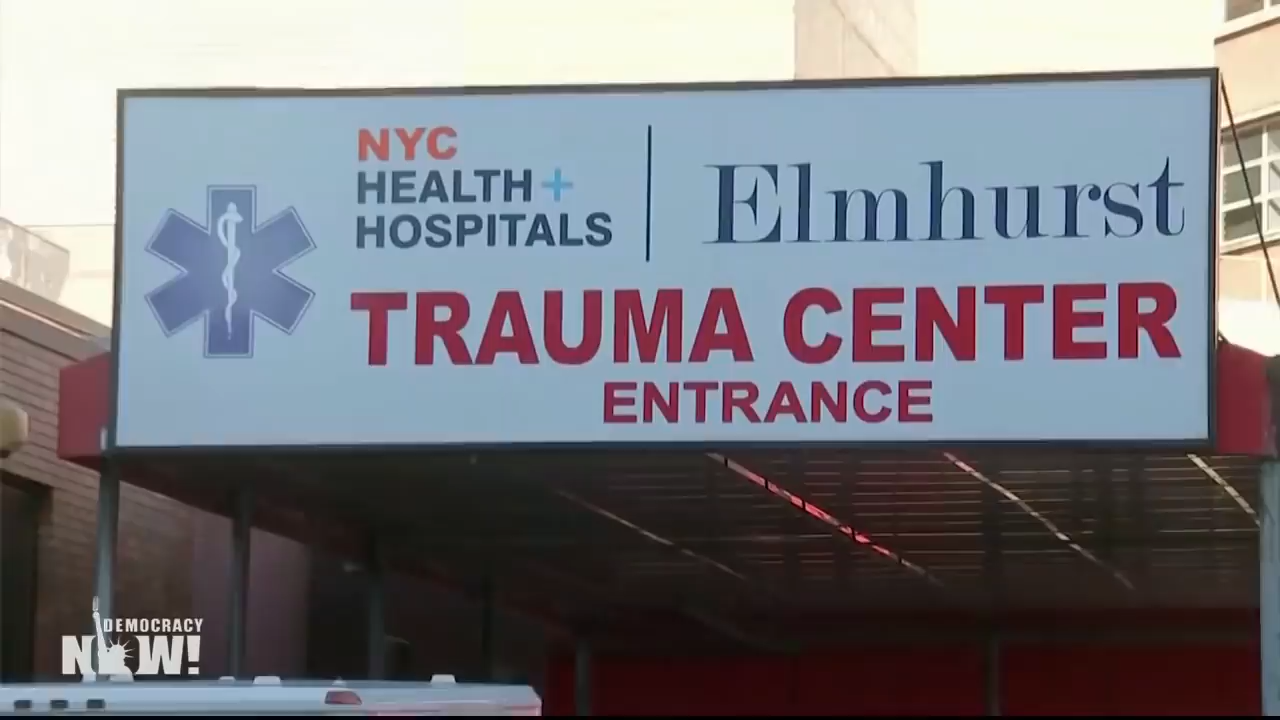 NYC
HEALTH+
HOSPITALS
Elmhurst
TRAUMA CENTER
ENTRANCE
DEMOCRACY
NOW!